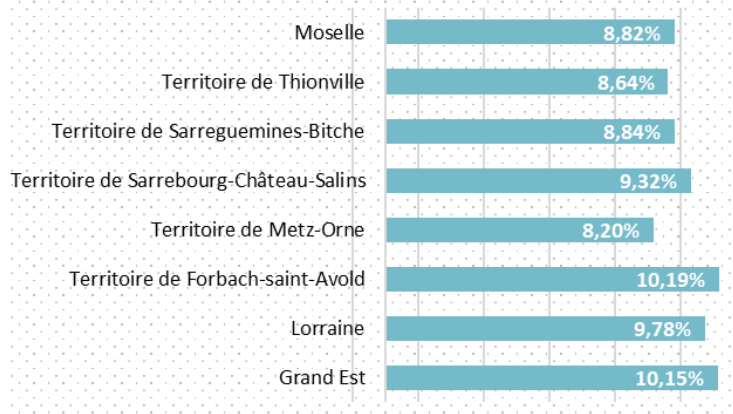 Moselle 8,82%
Territoire de Thionville 8,64%
Territoire de Sarreguemines-Bitche 8,84%
Territoire de Sarrebourg-Château-Salins 9,32%
Territoire de Metz-Orne 8,20%
Territoire de Forbach-saint-Avold 10,19%
Lorraine 9,78%
Grand Est 10,15%